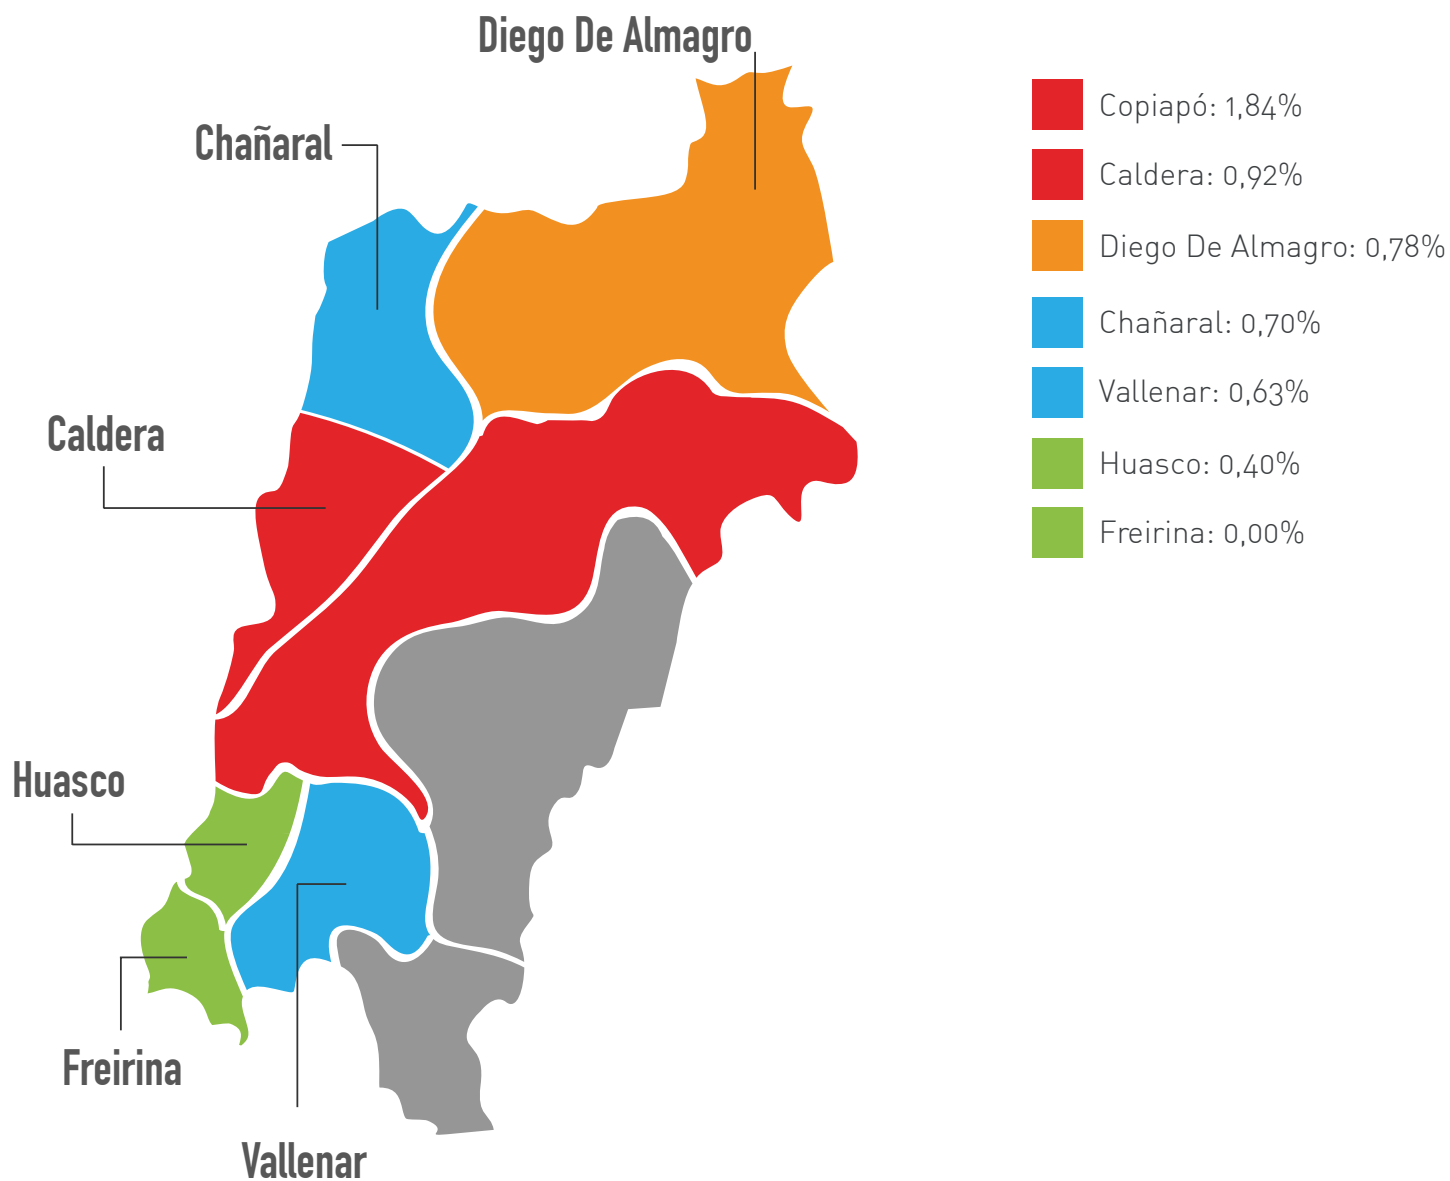 Diego De Almagro
Chañaral
Caldera
Huasco
Freirina
Vallenar
Copiapó: 1,84%
Caldera: 0,92%
Diego De Almagro: 0,78%
Chañaral: 0,70%
Vallenar: 0,63%
Huasco: 0,40%
Freirina: 0,00%